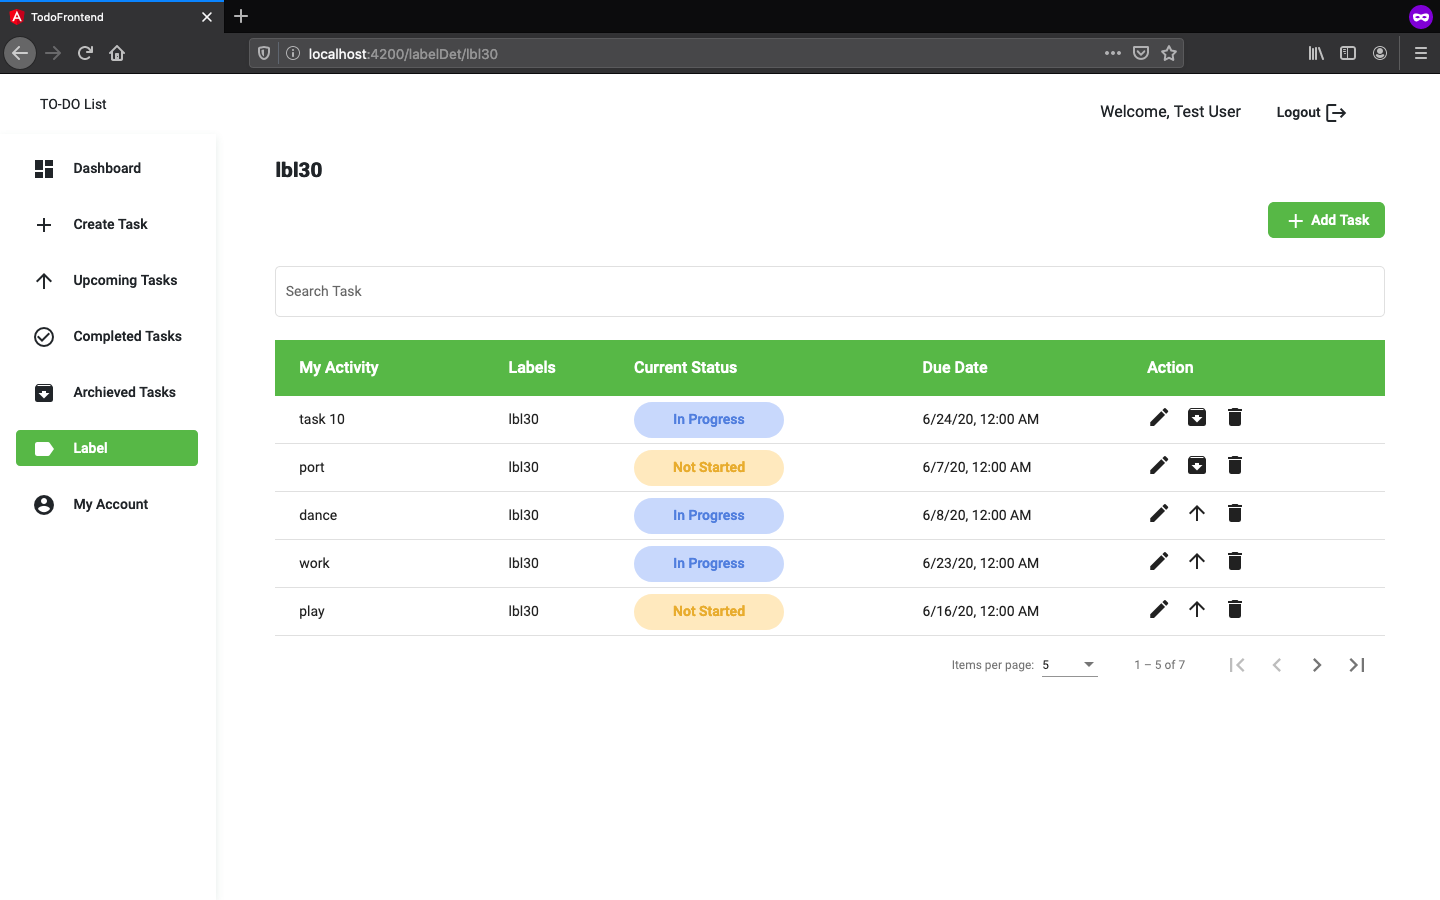 TodoFrontend
localhost:4200/labelDet/lbl30
TO-DO List
Welcome, Test User Logout
Dashboard
Create Task
Upcoming Tasks
Completed Tasks
Archieved Tasks
Label
My Account
lbl30
Add Task
Search Task
My Activity Labels Current Status Due Date Action
task 10 lbl30 In Progress 6/24/20, 12:00 AM
port lbl30 Not Started 6/7/20, 12:00 AM
dance lbl30 In Progress 6/8/20, 12:00 AM
work lbl30 In Progress 6/23/20, 12:00 AM
play lbl30 Not Started 6/16/20, 12:00 AM
Items per page: 5 1 – 5 of 7